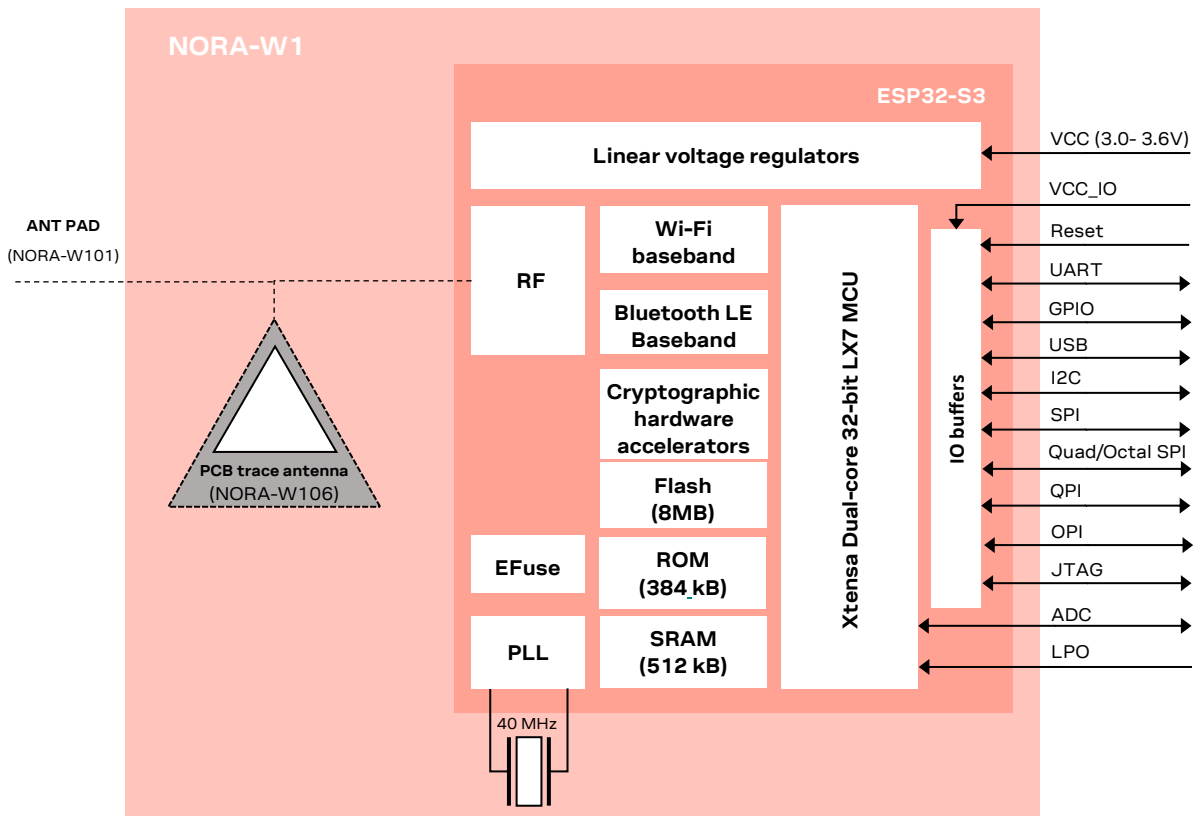 NORA-W1
ESP32-S3
Linear voltage regulators
VCC (3.0- 3.6V)
VCC_IO
ANT PAD
(NORA-W101)
RF
Wi-Fi
baseband
Bluetooth LE
Baseband
Cryptographic
hardware
accelerators
Flash
(8MB)
EFuse
ROM
(384 kB)
PLL
SRAM
(512 kB)
Xtensa Dual-core 32-bit LX7 MCU
IO buffers
Reset
UART
GPIO
USB
I2C
SPI
Quad/Octal SPI
QPI
OPI
JTAG
ADC
LPO
PCB trace antenna
(NORA-W106)
40 MHz